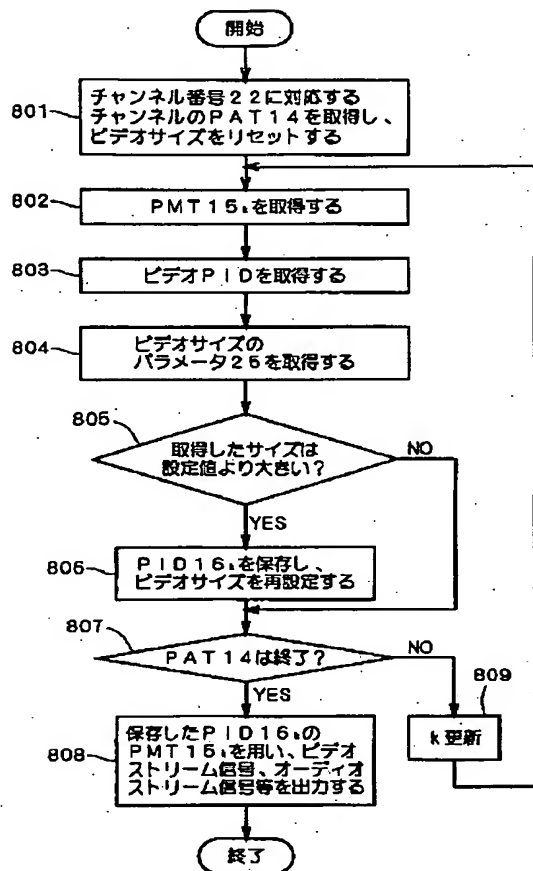 開始
801
チャンネル番号22に対応する
チャンネルのPAT14を取得し、
ビデオサイズをリセットする
802
PMT15kを取得する
803
ビデオPIDを取得する
804
ビデオサイズの
パラメータ25を取得する
805
取得したサイズは
設定値より大きい?
NO
YES
806
PID16kを保存し、
ビデオサイズを再設定する
807
PAT14は終了?
NO
YES
809
k更新
808
保存したPID16kの
PMT15kを用い、ビデオ
ストリーム信号、オーディオ
ストリーム信号等を出力する
終了